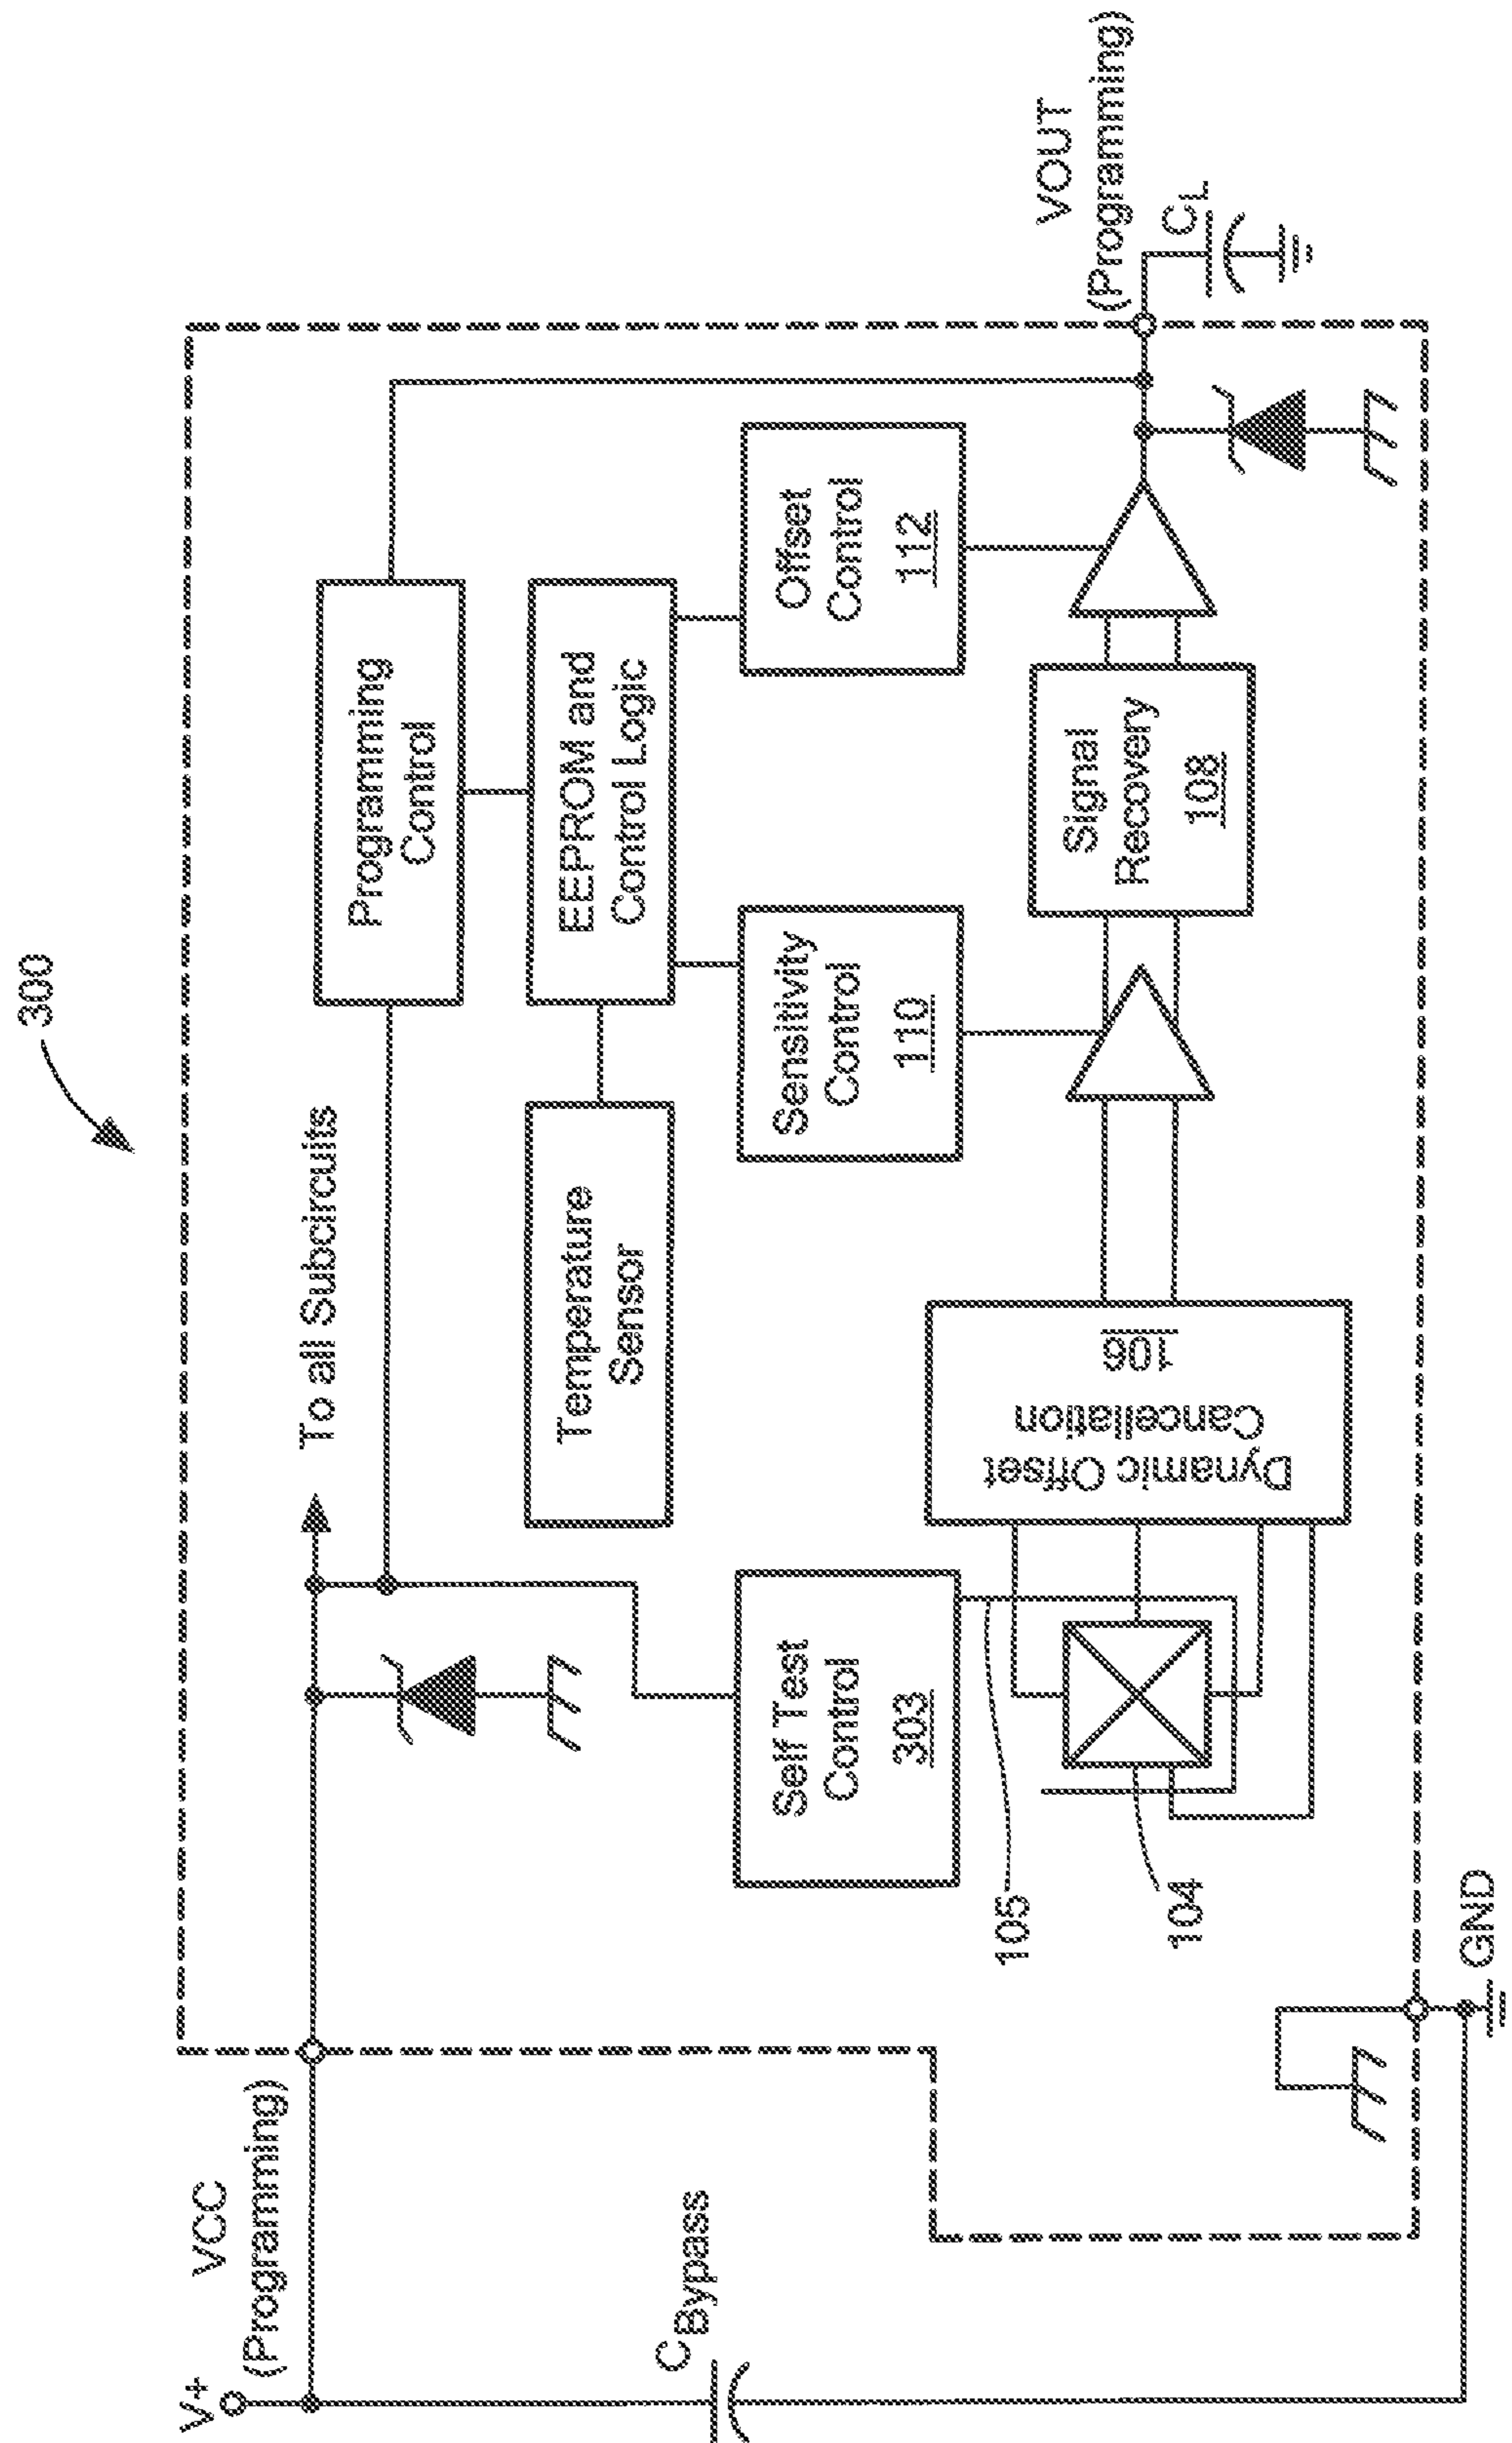 300
V+
VCC
(Programming)
To all Subcircuits
Programming
Control
Temperature
Sensor
EEPROM and
Control Logic
CBypass
Self Test
Control
303
Sensitivity
Control
110
Offset
Control
112
VOUT
(Programming)
CL
105
104
Dynamic Offset
Cancellation
106
Signal
Recovery
108
GND